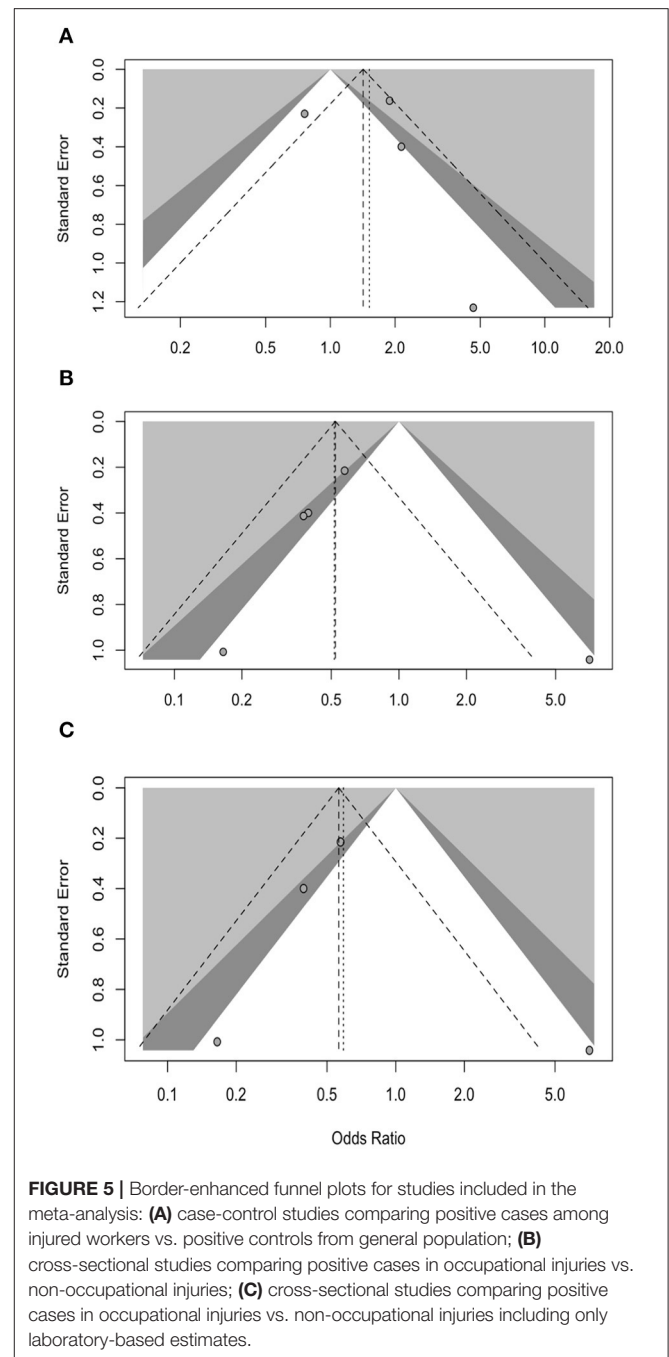 A
0.0
0.2
0.4
0.6
0.8
1.0
1.2
Standard Error
0.2 0.5 1.0 2.0 5.0 10.0 20.0
B
0.0
0.2
0.4
0.6
0.8
1.0
Standard Error
0.1 0.2 0.5 1.0 2.0 5.0
C
0.0
0.2
0.4
0.6
0.8
1.0
Standard Error
0.1 0.2 0.5 1.0 2.0 5.0
Odds Ratio
FIGURE 5 | Border-enhanced funnel plots for studies included in the
meta-analysis: (A) case-control studies comparing positive cases among
injured workers vs. positive controls from general population; (B)
cross-sectional studies comparing positive cases in occupational injuries vs.
non-occupational injuries; (C) cross-sectional studies comparing positive
cases in occupational injuries vs. non-occupational injuries including only
laboratory-based estimates.